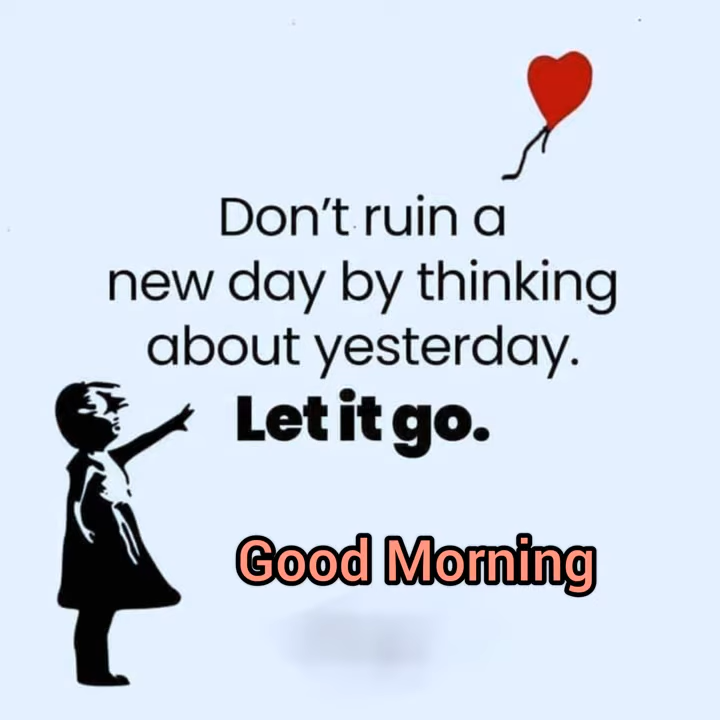 Don't ruin a
new day by thinking
about yesterday.
Let it go.
Good Morning